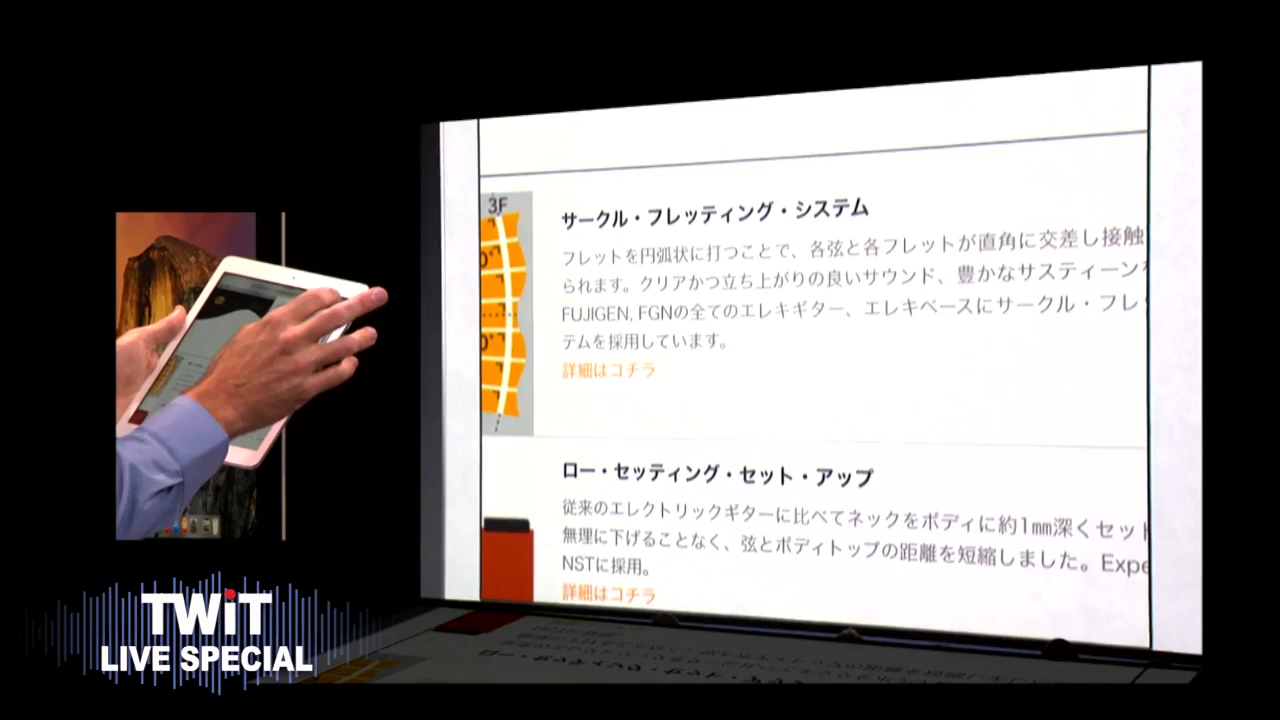 3F
サークル・フレッティング・システム
フレットを円弧状に打つことで、各弦と各フレットが直角に交差し接触
られます。クリアかつ立ち上がりの良いサウンド、豊かなサスティーン
FUJIGEN, FGNの全てのエレキギター、エレキベースにサークル・フレ
テムを採用しています。
詳細はコチラ
ロー・セッティング・セット・アップ
従来のエレクトリックギターに比べてネックをボディに約1mm深くセット
無理に下げることなく、弦とボディトップの距離を短縮しました。Expe
NSTに採用。
詳細はコチラ
TWiT
LIVE SPECIAL